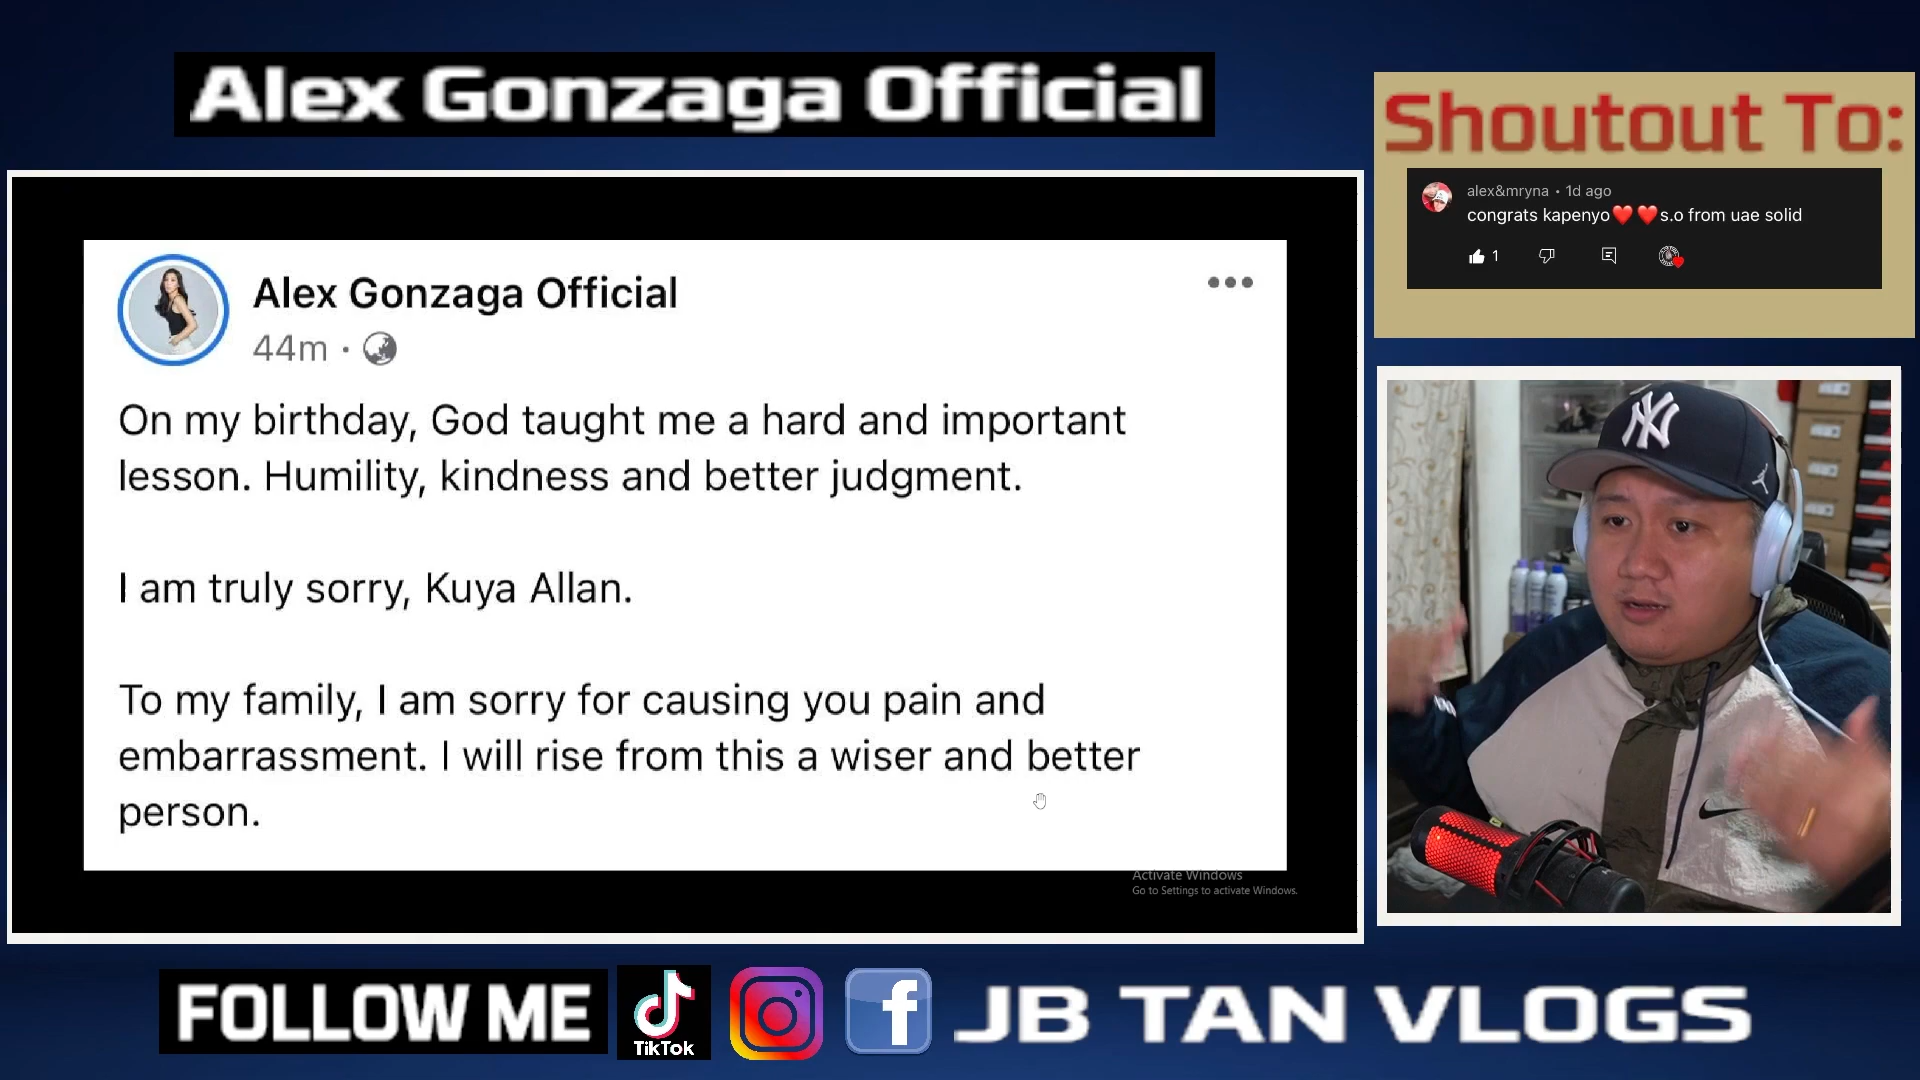 Alex Gonzaga Official
Shoutout To:
alex&mryna • 1d ago
congrats kapenyo❤️❤️s.o from uae solid
1
Alex Gonzaga Official
44m ·
On my birthday, God taught me a hard and important
lesson. Humility, kindness and better judgment.
I am truly sorry, Kuya Allan.
To my family, I am sorry for causing you pain and
embarrassment. I will rise from this a wiser and better
person.
Activate Windows
Go to Settings to activate Windows.
NY
FOLLOW ME
TikTok
f
JB TAN VLOGS